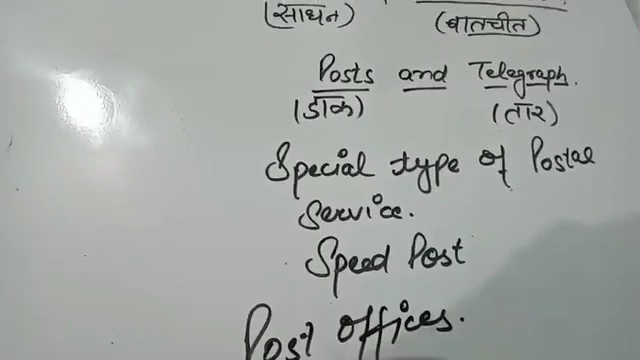 (साधन) (बातचीत)
Posts and Telegraph.
(डाक) (तार)
Special type of Postal
Service.
Speed Post
Post offices.